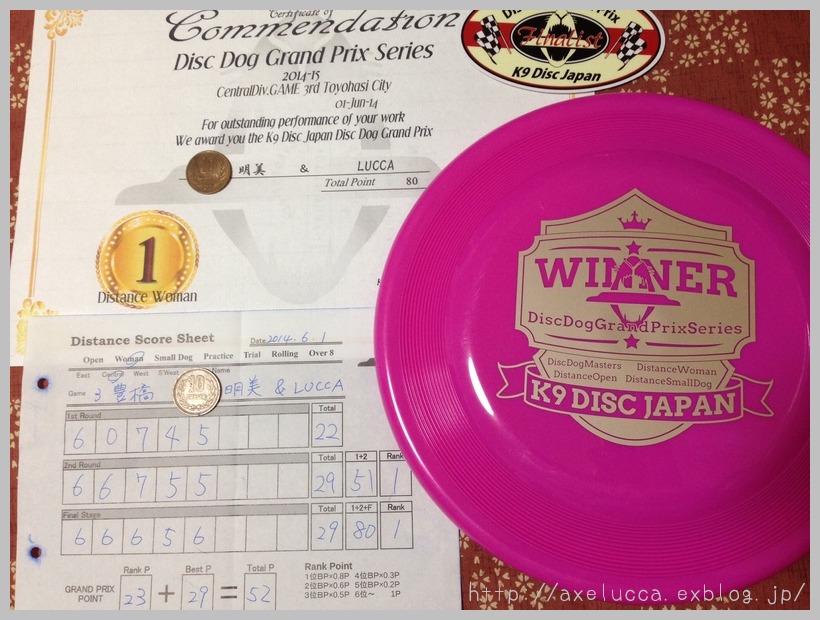 Certificate of
Commendation
Disc Dog Grand Prix Series
2014-15
CentralDiv.GAME 3rd Toyohasi City
01-Jun-14
For outstanding performance of your work
We award you the K9 Disc Japan Disc Dog Grand Prix
明美 & LUCCA
Total Point 80
1
Distance Woman
Finalist
K9 Disc Japan
WINNER
DiscDogGrandPrixSeries
DiscDogMasters DistanceWoman
DistanceOpen DistanceSmallDog
K9 DISC JAPAN
Distance Score Sheet Date 2014. 6. 1
Open Woman Small Dog Practice Trial Rolling Over 8
East Central West S'West Name
Game 3 豊橋 明美 & LUCCA
10
1st Round Total
6 0 7 4 5 22
2nd Round Total 1+2 Rank
6 6 7 5 5 29 51 1
Final Stage Total 1+2+F Rank
6 6 6 5 6 29 80 1
Rank P Best P Total P Rank Point
GRAND PRIX POINT 23 + 29 = 52
1位BP×0.8P 4位BP×0.3P
2位BP×0.6P 5位BP×0.2P
3位BP×0.5P 6位〜 1P
http://axelucca.exblog.jp/